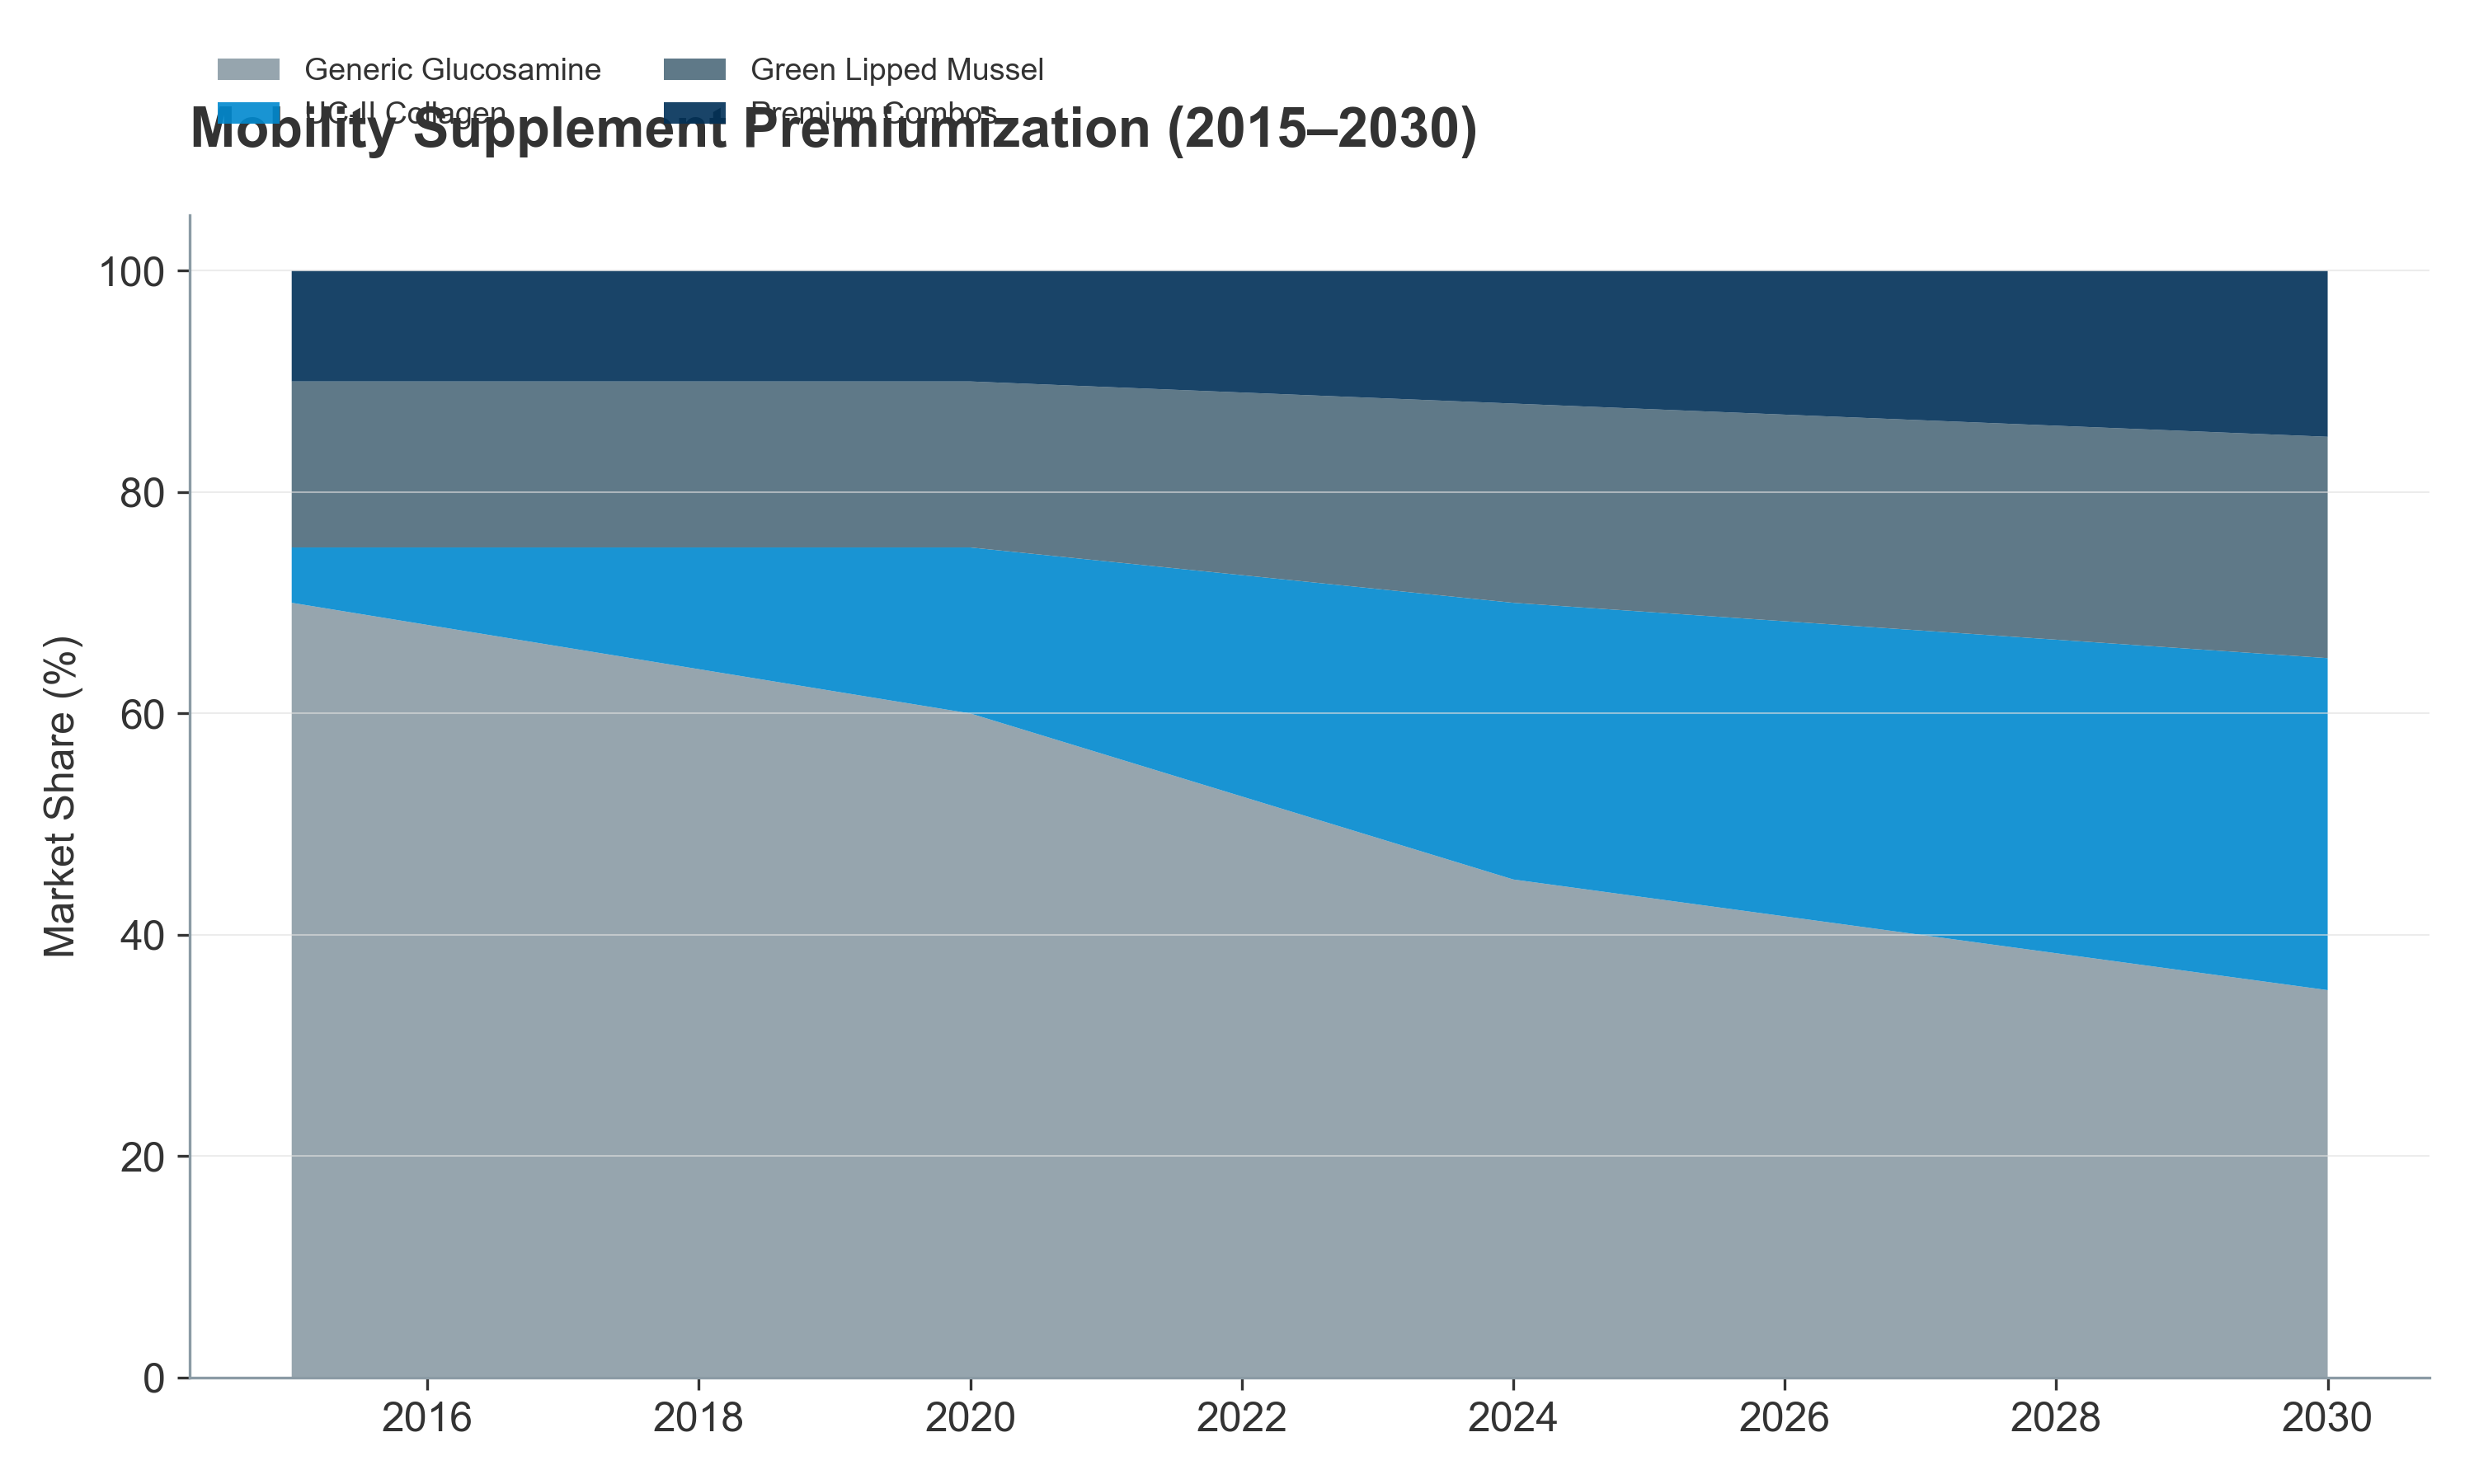 Generic Glucosamine
Green Lipped Mussel
UC-II Collagen
Premium Combos
Mobility Supplement Premiumization (2015–2030)
Market Share (%)
100
80
60
40
20
0
2016 2018 2020 2022 2024 2026 2028 2030